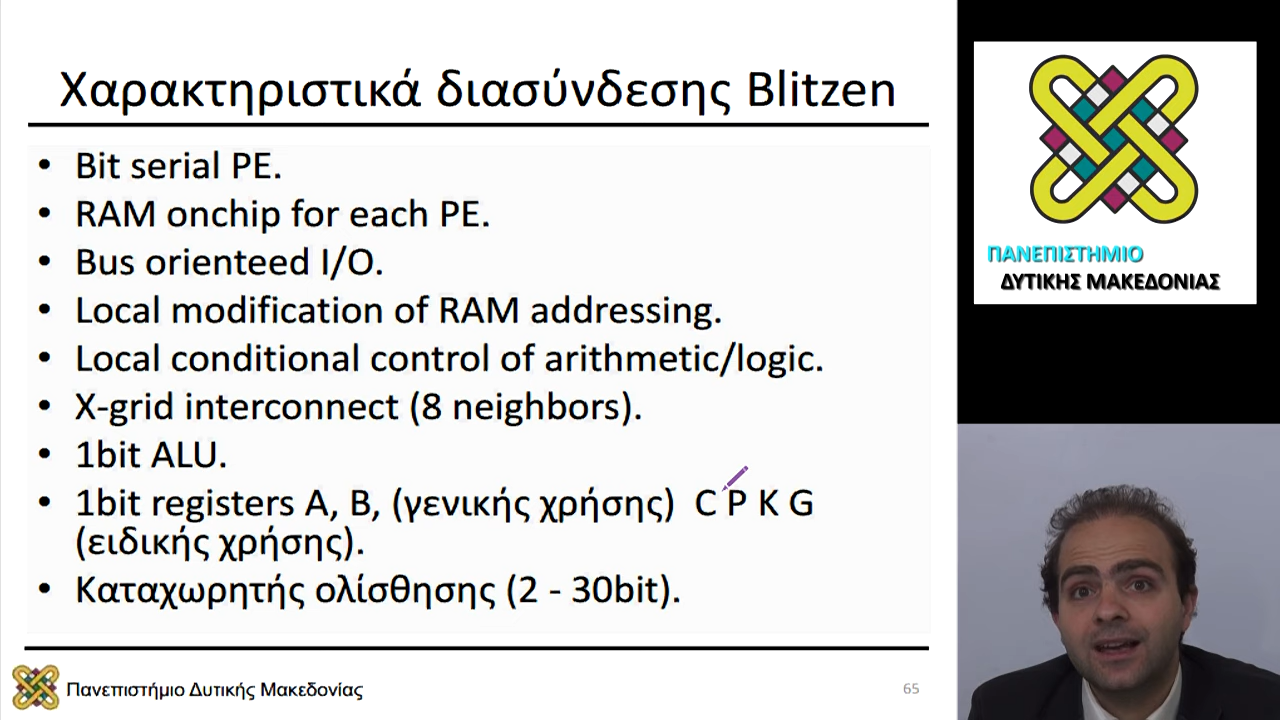 Χαρακτηριστικά διασύνδεσης Blitzen
• Bit serial PE.
• RAM onchip for each PE.
• Bus orienteed I/O.
• Local modification of RAM addressing.
• Local conditional control of arithmetic/logic.
• X-grid interconnect (8 neighbors).
• 1bit ALU.
• 1bit registers A, B, (γενικής χρήσης) C P K G
(ειδικής χρήσης).
• Καταχωρητής ολίσθησης (2 - 30bit).
Πανεπιστήμιο Δυτικής Μακεδονίας
65
ΠΑΝΕΠΙΣΤΗΜΙΟ
ΔΥΤΙΚΗΣ ΜΑΚΕΔΟΝΙΑΣ